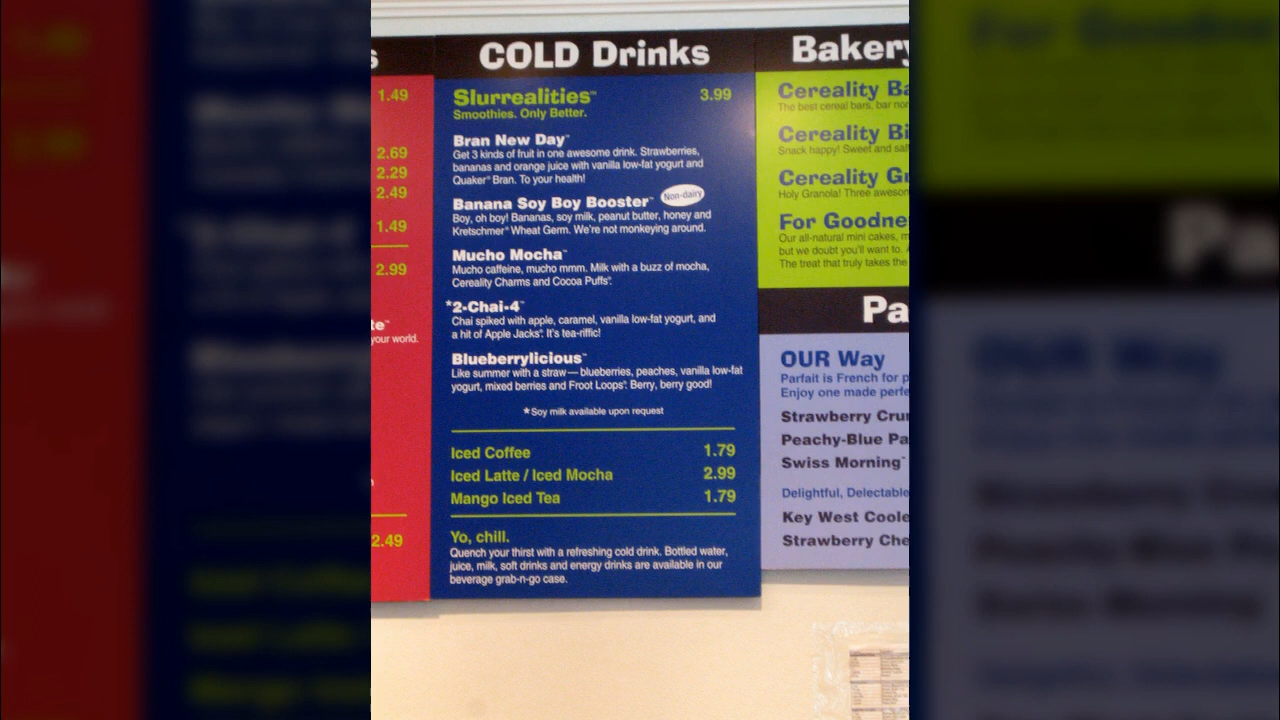 s
1.49
2.69
2.29
2.49
1.49
2.99
te™
your world.
2.49
COLD Drinks
Slurrealities™ 3.99
Smoothies. Only Better.
Bran New Day™
Get 3 kinds of fruit in one awesome drink. Strawberries,
bananas and orange juice with vanilla low-fat yogurt and
Quaker® Bran. To your health!
Banana Soy Boy Booster™ Non-dairy
Boy, oh boy! Bananas, soy milk, peanut butter, honey and
Kretschmer® Wheat Germ. We're not monkeying around.
Mucho Mocha™
Mucho caffeine, mucho mmm. Milk with a buzz of mocha,
Cereality Charms and Cocoa Puffs®.
*2-Chai-4™
Chai spiked with apple, caramel, vanilla low-fat yogurt, and
a hit of Apple Jacks®. It's tea-riffic!
Blueberrylicious™
Like summer with a straw—blueberries, peaches, vanilla low-fat
yogurt, mixed berries and Froot Loops®. Berry, berry good!
*Soy milk available upon request
Iced Coffee 1.79
Iced Latte / Iced Mocha 2.99
Mango Iced Tea 1.79
Yo, chill.
Quench your thirst with a refreshing cold drink. Bottled water,
juice, milk, soft drinks and energy drinks are available in our
beverage grab-n-go case.
Bakery
Cereality Ba
The best cereal bars, bar non
Cereality Bi
Snack happy! Sweet and salt
Cereality Gr
Holy Granola! Three awesom
For Goodne
Our all-natural mini cakes, m
but we doubt you'll want to. A
The treat that truly takes the
Pa
OUR Way
Parfait is French for p
Enjoy one made perfe
Strawberry Crun
Peachy-Blue Pa
Swiss Morning™
Delightful, Delectable
Key West Coole
Strawberry Che